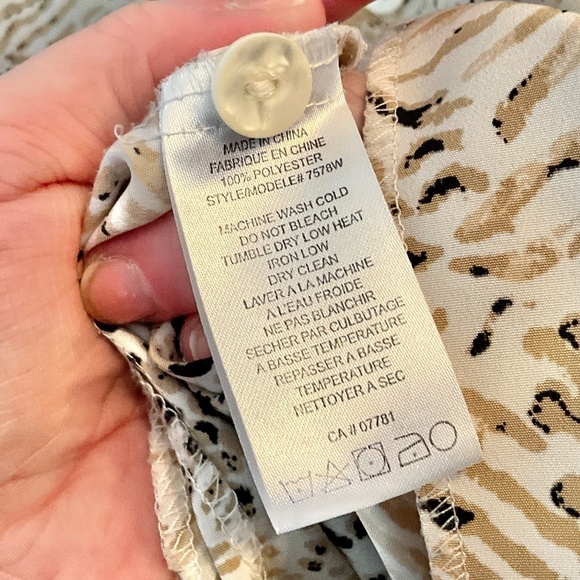 MADE IN CHINA
FABRIQUE EN CHINE
100% POLYESTER
STYLE/MODELE# 7578W
MACHINE WASH COLD
DO NOT BLEACH
TUMBLE DRY LOW HEAT
IRON LOW
DRY CLEAN
LAVER A LA MACHINE
A L'EAU FROIDE
NE PAS BLANCHIR
SECHER PAR CULBUTAGE
A BASSE TEMPERATURE
REPASSER A BASSE
TEMPERATURE
NETTOYER A SEC
CA # 07781